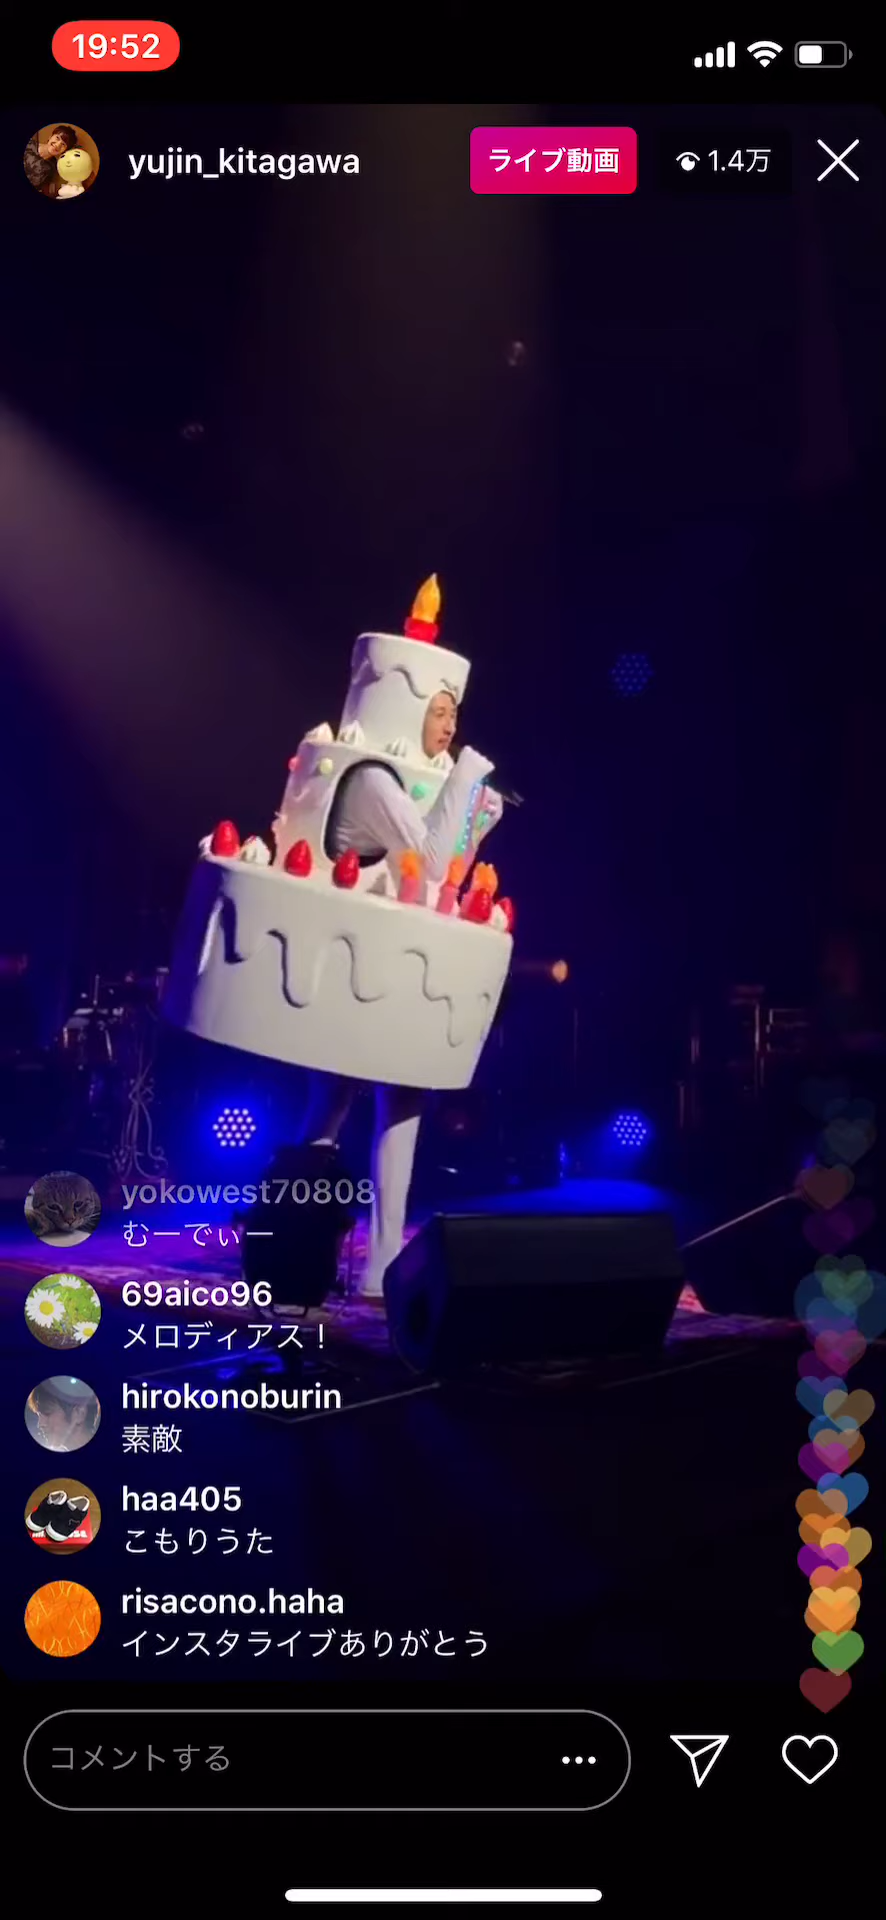 19:52
yujin_kitagawa
ライブ動画
1.4万
yokowest70808
むーでぃー
69aico96
メロディアス！
hirokonoburin
素敵
haa405
こもりうた
risacono.haha
インスタライブありがとう
コメントする